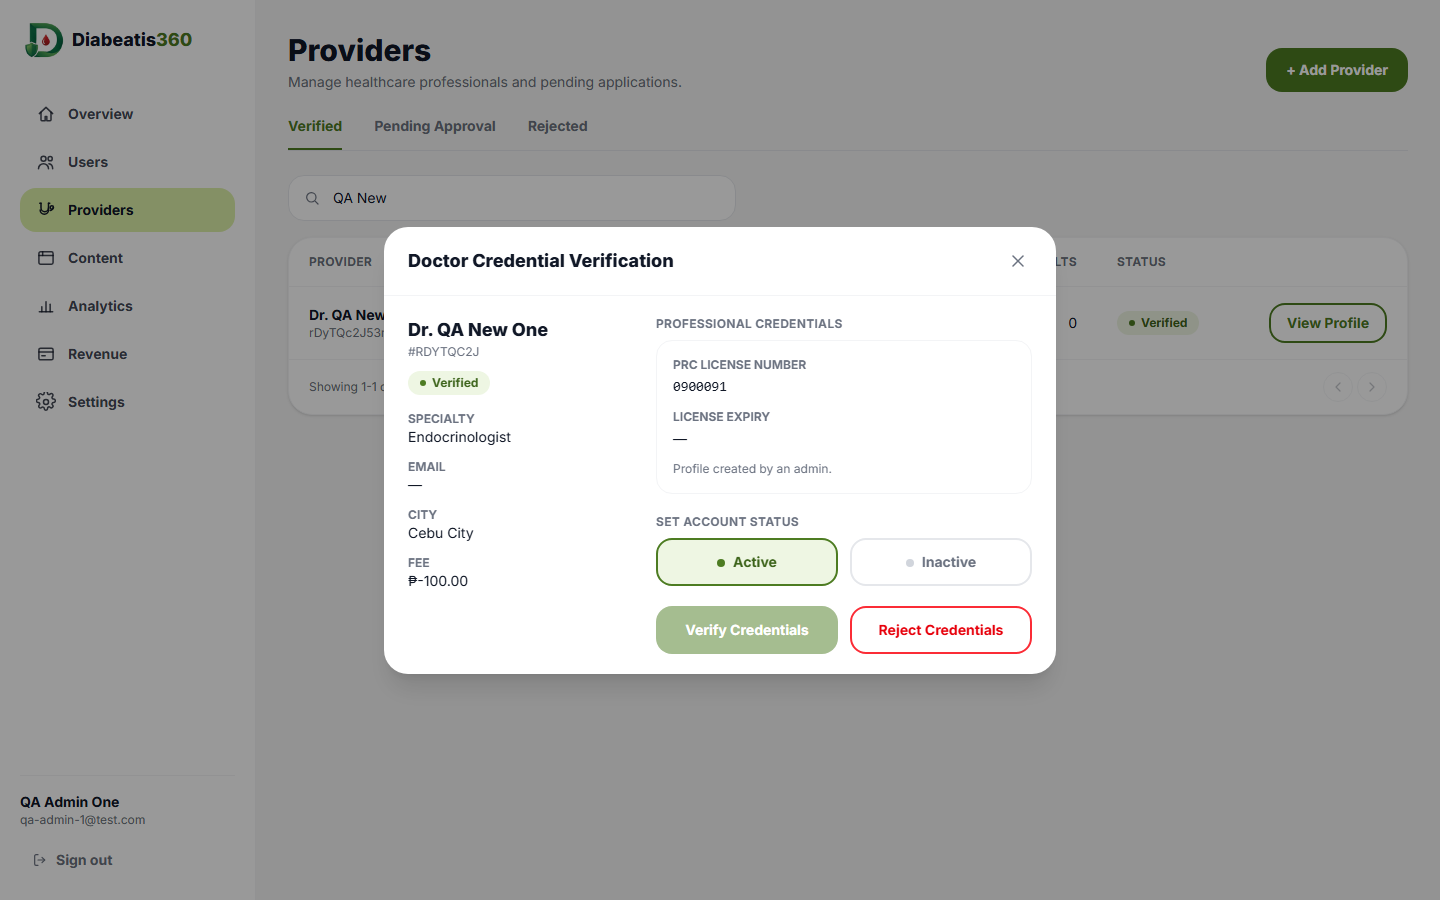 Diabeatis360
Overview
Users
Providers
Content
Analytics
Revenue
Settings
QA Admin One
qa-admin-1@test.com
Sign out
Providers
Manage healthcare professionals and pending applications.
+ Add Provider
Verified Pending Approval Rejected
QA New
PROVIDER LTS STATUS
Dr. QA New
rDyTQc2J53r
0 Verified View Profile
Showing 1-1
Doctor Credential Verification
Dr. QA New One
#RDYTQC2J
Verified
SPECIALTY
Endocrinologist
EMAIL
—
CITY
Cebu City
FEE
₱-100.00
PROFESSIONAL CREDENTIALS
PRC LICENSE NUMBER
0900091
LICENSE EXPIRY
—
Profile created by an admin.
SET ACCOUNT STATUS
Active Inactive
Verify Credentials Reject Credentials